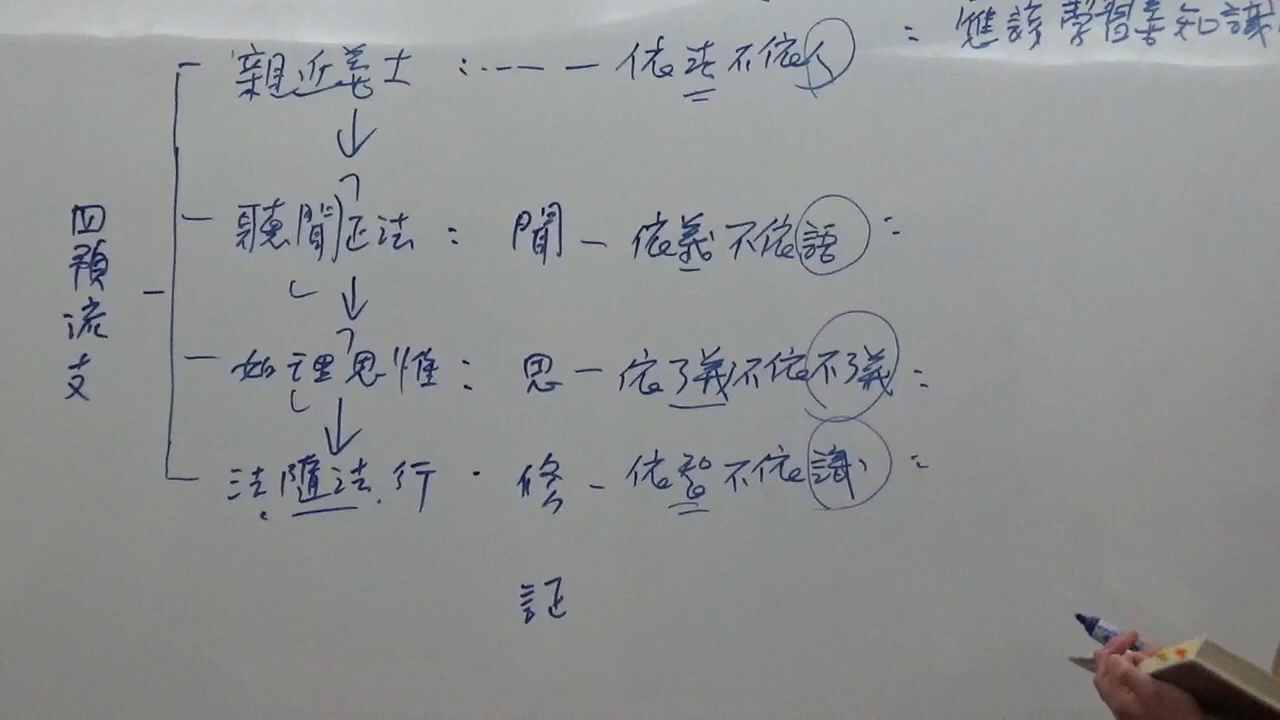 親近善士：----- 依法不依人：應該學習善知識
四預流支
聽聞正法：聞－依義不依語：
如理思惟：思－依了義不依不了義：
法隨法行．修－依智不依識：
証